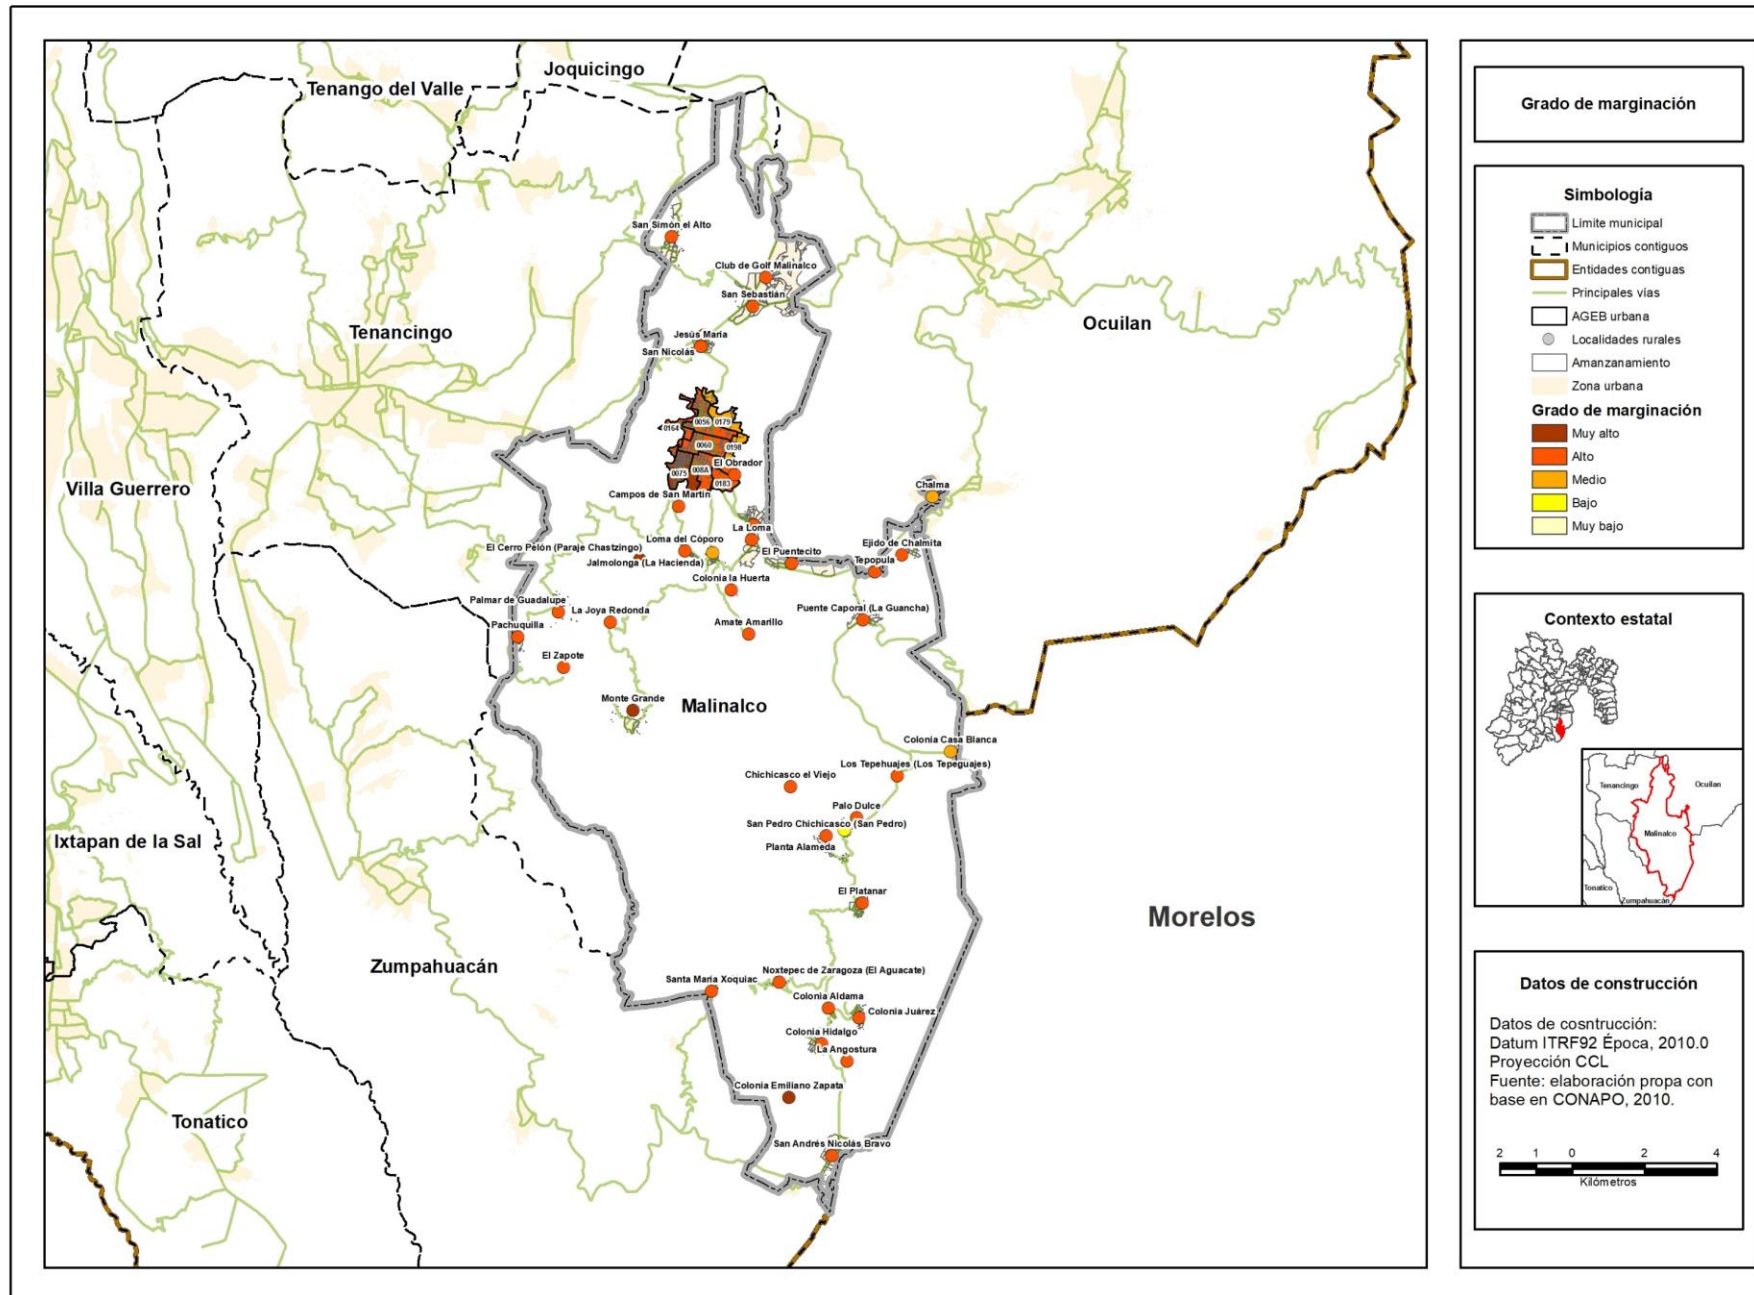 Joquicingo
Tenango del Valle
San Simón el Alto
Club de Golf Malinalco
San Sebastián
Ocuilan
Tenancingo
Jesús María
San Nicolás
0056
0179
0164
0060
0198
El Obrador
0075
008A
0183
Villa Guerrero
Chalma
Campos de San Martín
La Loma
Ejido de Chalmita
Loma del Cóporo
El Cerro Pelón (Paraje Chastzingo)
El Puentecito
Jalmolonga (La Hacienda)
Tepopula
Colonia la Huerta
Palmar de Guadalupe
La Joya Redonda
Puente Caporal (La Guancha)
Pachuquilla
Amate Amarillo
El Zapote
Monte Grande
Malinalco
Colonia Casa Blanca
Los Tepehuajes (Los Tepeguajes)
Chichicasco el Viejo
Palo Dulce
San Pedro Chichicasco (San Pedro)
Ixtapan de la Sal
Planta Alameda
El Platanar
Morelos
Zumpahuacán
Noxtepec de Zaragoza (El Aguacate)
Santa María Xoquiac
Colonia Aldama
Colonia Juárez
Colonia Hidalgo
La Angostura
Colonia Emiliano Zapata
Tonatico
San Andrés Nicolás Bravo
Grado de marginación
Simbología
Límite municipal
Municipios contiguos
Entidades contiguas
Principales vías
AGEB urbana
Localidades rurales
Amanzanamiento
Zona urbana
Grado de marginación
Muy alto
Alto
Medio
Bajo
Muy bajo
Contexto estatal
Tenancingo
Ocuilan
Malinalco
Tonatico
Zumpahuacán
Datos de construcción
Datos de cosntrucción:
Datum ITRF92 Época, 2010.0
Proyección CCL
Fuente: elaboración propa con
base en CONAPO, 2010.
2 1 0 2 4
Kilómetros